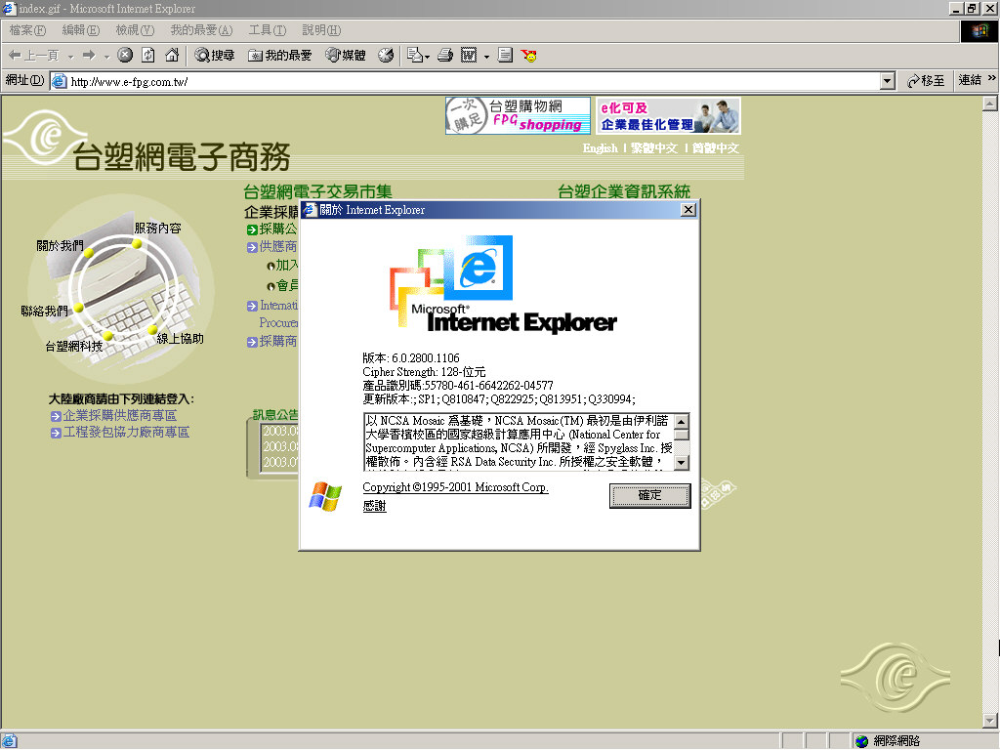 index.gif - Microsoft Internet Explorer
檔案(F) 編輯(E) 檢視(V) 我的最愛(A) 工具(T) 說明(H)
上一頁 搜尋 我的最愛 媒體
網址(D) http://www.e-fpg.com.tw/ 移至 連結 »
一次購足
台塑購物網
FPG shopping
e化可及
企業最佳化管理
台塑網電子商務
English | 繁體中文 | 简體中文
台塑網電子交易市集 台塑企業資訊系統
關於 Internet Explorer
企業採購
採購公
供應商
加入
會員
Internati
Procurem
採購商
服務內容
關於我們
聯絡我們
台塑網科技
線上協助
大陸廠商請由下列連結登入:
企業採購供應商專區
工程發包協力廠商專區
訊息公告
2003.0
2003.0
2003.0
Microsoft®
Internet Explorer
版本: 6.0.2800.1106
Cipher Strength: 128-位元
產品識別碼:55780-461-6642262-04577
更新版本:; SP1; Q810847; Q822925; Q813951; Q330994;
以 NCSA Mosaic 為基礎，NCSA Mosaic(TM) 最初是由伊利諾
大學香檳校區的國家超級計算應用中心 (National Center for
Supercomputer Applications, NCSA) 所開發，經 Spyglass Inc. 授
權散佈。內含經 RSA Data Security Inc. 所授權之安全軟體，
Copyright ©1995-2001 Microsoft Corp.
感謝
確定
網際網路